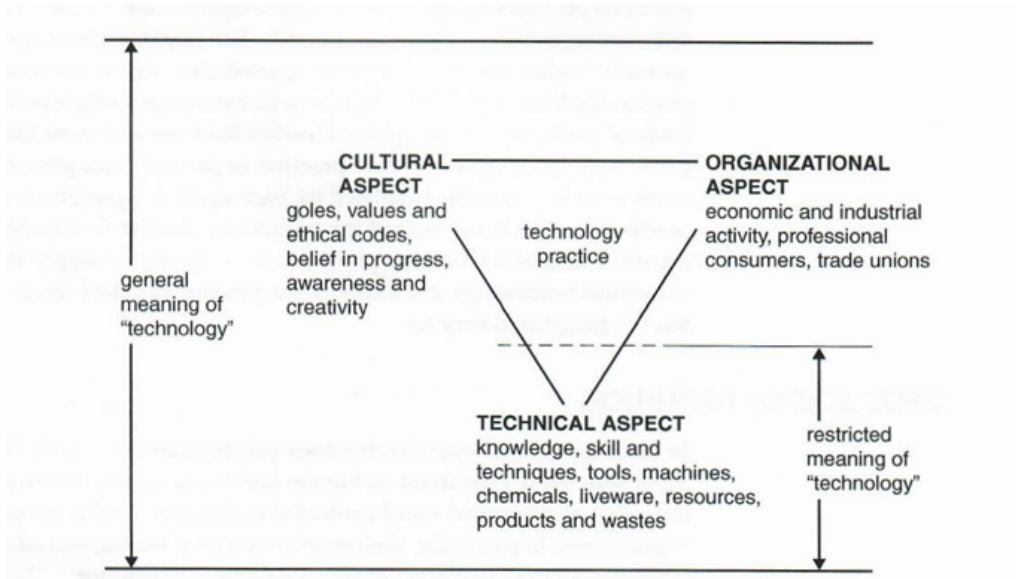 CULTURAL
ASPECT
goles, values and
ethical codes,
belief in progress,
awareness and
creativity
technology
practice
ORGANIZATIONAL
ASPECT
economic and industrial
activity, professional
consumers, trade unions
general
meaning of
“technology”
TECHNICAL ASPECT
knowledge, skill and
techniques, tools, machines,
chemicals, liveware, resources,
products and wastes
restricted
meaning of
“technology”